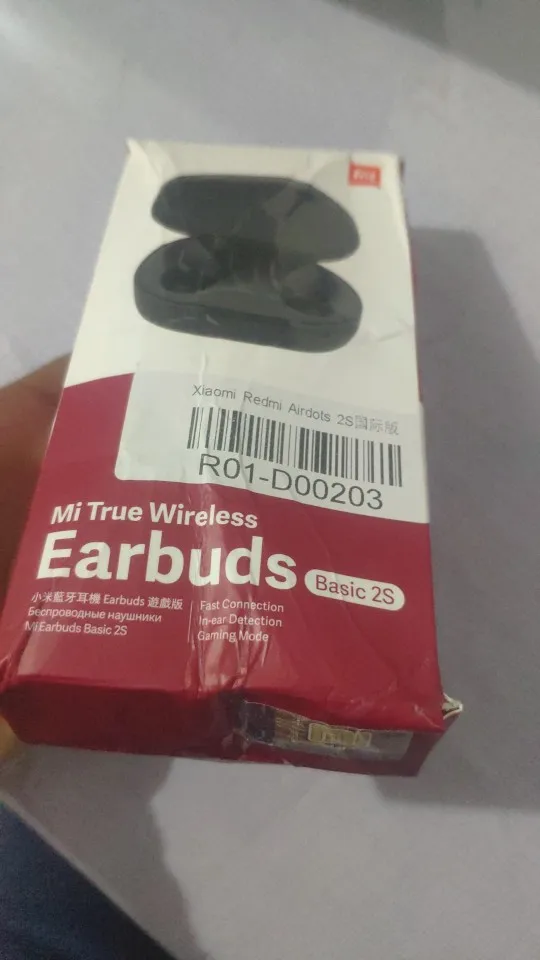 mi
Xiaomi Redmi Airdots 2S国际版
R01-D00203
Mi True Wireless
Earbuds
Basic 2S
小米藍牙耳機 Earbuds 遊戲版
Беспроводные наушники
Mi Earbuds Basic 2S
Fast Connection
In-ear Detection
Gaming Mode